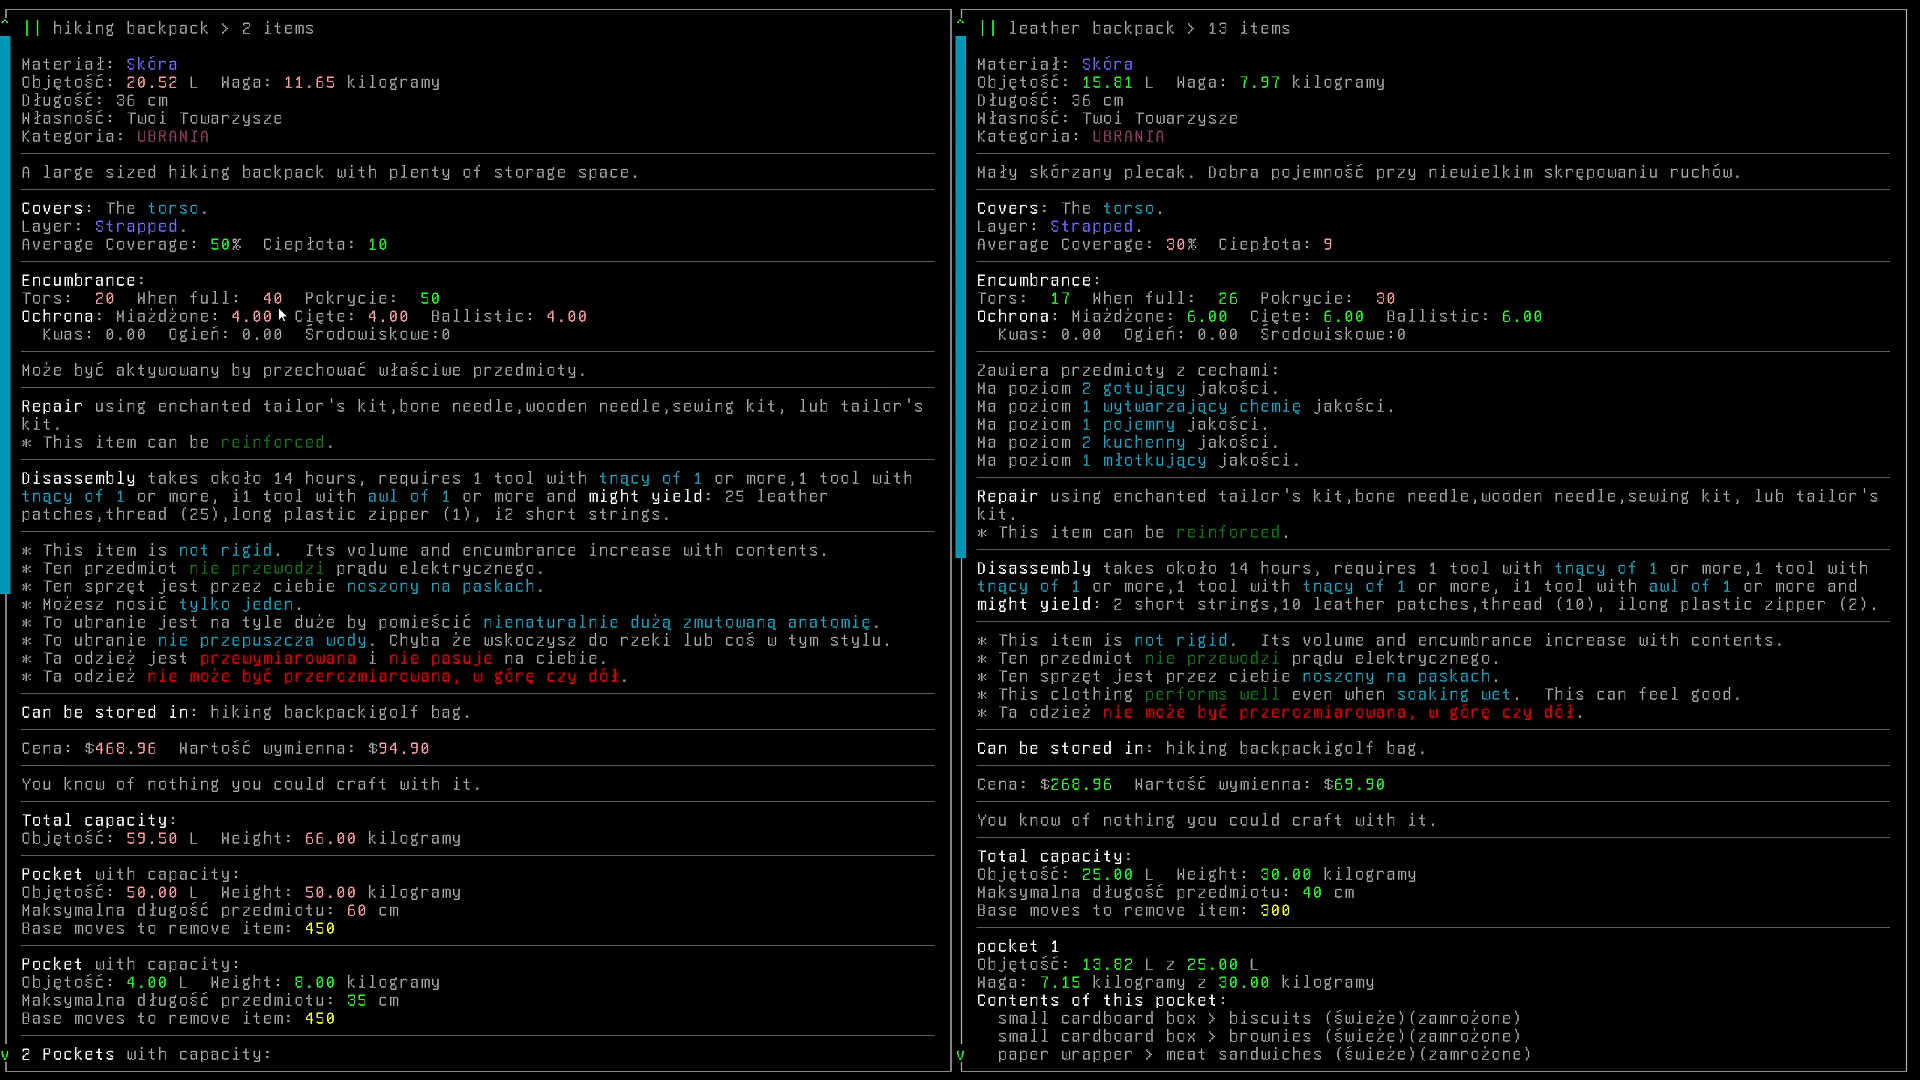 || hiking backpack > 2 items
Materiał: Skóra
Objętość: 20.52 L  Waga: 11.65 kilogramy
Długość: 36 cm
Własność: Twoi Towarzysze
Kategoria: UBRANIA
A large sized hiking backpack with plenty of storage space.
Covers: The torso.
Layer: Strapped.
Average Coverage: 50%  Ciepłota: 10
Encumbrance:
Tors:  20  When full:  40  Pokrycie:  50
Ochrona: Miażdżone: 4.00  Cięte: 4.00  Ballistic: 4.00
Kwas: 0.00  Ogień: 0.00  Środowiskowe:0
Może być aktywowany by przechować właściwe przedmioty.
Repair using enchanted tailor's kit,bone needle,wooden needle,sewing kit, lub tailor's
kit.
* This item can be reinforced.
Disassembly takes około 14 hours, requires 1 tool with tnący of 1 or more,1 tool with
tnący of 1 or more, i1 tool with awl of 1 or more and might yield: 25 leather
patches,thread (25),long plastic zipper (1), i2 short strings.
* This item is not rigid.  Its volume and encumbrance increase with contents.
* Ten przedmiot nie przewodzi prądu elektrycznego.
* Ten sprzęt jest przez ciebie noszony na paskach.
* Możesz nosić tylko jeden.
* To ubranie jest na tyle duże by pomieścić nienaturalnie dużą zmutowaną anatomię.
* To ubranie nie przepuszcza wody. Chyba że wskoczysz do rzeki lub coś w tym stylu.
* Ta odzież jest przewymiarowana i nie pasuje na ciebie.
* Ta odzież nie może być przerozmiarowana, w górę czy dół.
Can be stored in: hiking backpackigolf bag.
Cena: $468.96  Wartość wymienna: $94.90
You know of nothing you could craft with it.
Total capacity:
Objętość: 59.50 L  Weight: 66.00 kilogramy
Pocket with capacity:
Objętość: 50.00 L  Weight: 50.00 kilogramy
Maksymalna długość przedmiotu: 60 cm
Base moves to remove item: 450
Pocket with capacity:
Objętość: 4.00 L  Weight: 8.00 kilogramy
Maksymalna długość przedmiotu: 35 cm
Base moves to remove item: 450
2 Pockets with capacity:
|| leather backpack > 13 items
Materiał: Skóra
Objętość: 15.81 L  Waga: 7.97 kilogramy
Długość: 36 cm
Własność: Twoi Towarzysze
Kategoria: UBRANIA
Mały skórzany plecak. Dobra pojemność przy niewielkim skrępowaniu ruchów.
Covers: The torso.
Layer: Strapped.
Average Coverage: 30%  Ciepłota: 9
Encumbrance:
Tors:  17  When full:  26  Pokrycie:  30
Ochrona: Miażdżone: 6.00  Cięte: 6.00  Ballistic: 6.00
Kwas: 0.00  Ogień: 0.00  Środowiskowe:0
Zawiera przedmioty z cechami:
Ma poziom 2 gotujący jakości.
Ma poziom 1 wytwarzający chemię jakości.
Ma poziom 1 pojemny jakości.
Ma poziom 2 kuchenny jakości.
Ma poziom 1 młotkujący jakości.
Repair using enchanted tailor's kit,bone needle,wooden needle,sewing kit, lub tailor's
kit.
* This item can be reinforced.
Disassembly takes około 14 hours, requires 1 tool with tnący of 1 or more,1 tool with
tnący of 1 or more,1 tool with tnący of 1 or more, i1 tool with awl of 1 or more and
might yield: 2 short strings,10 leather patches,thread (10), ilong plastic zipper (2).
* This item is not rigid.  Its volume and encumbrance increase with contents.
* Ten przedmiot nie przewodzi prądu elektrycznego.
* Ten sprzęt jest przez ciebie noszony na paskach.
* This clothing performs well even when soaking wet.  This can feel good.
* Ta odzież nie może być przerozmiarowana, w górę czy dół.
Can be stored in: hiking backpackigolf bag.
Cena: $268.96  Wartość wymienna: $69.90
You know of nothing you could craft with it.
Total capacity:
Objętość: 25.00 L  Weight: 30.00 kilogramy
Maksymalna długość przedmiotu: 40 cm
Base moves to remove item: 300
pocket 1
Objętość: 13.82 L z 25.00 L
Waga: 7.15 kilogramy z 30.00 kilogramy
Contents of this pocket:
small cardboard box > biscuits (świeże)(zamrożone)
small cardboard box > brownies (świeże)(zamrożone)
paper wrapper > meat sandwiches (świeże)(zamrożone)